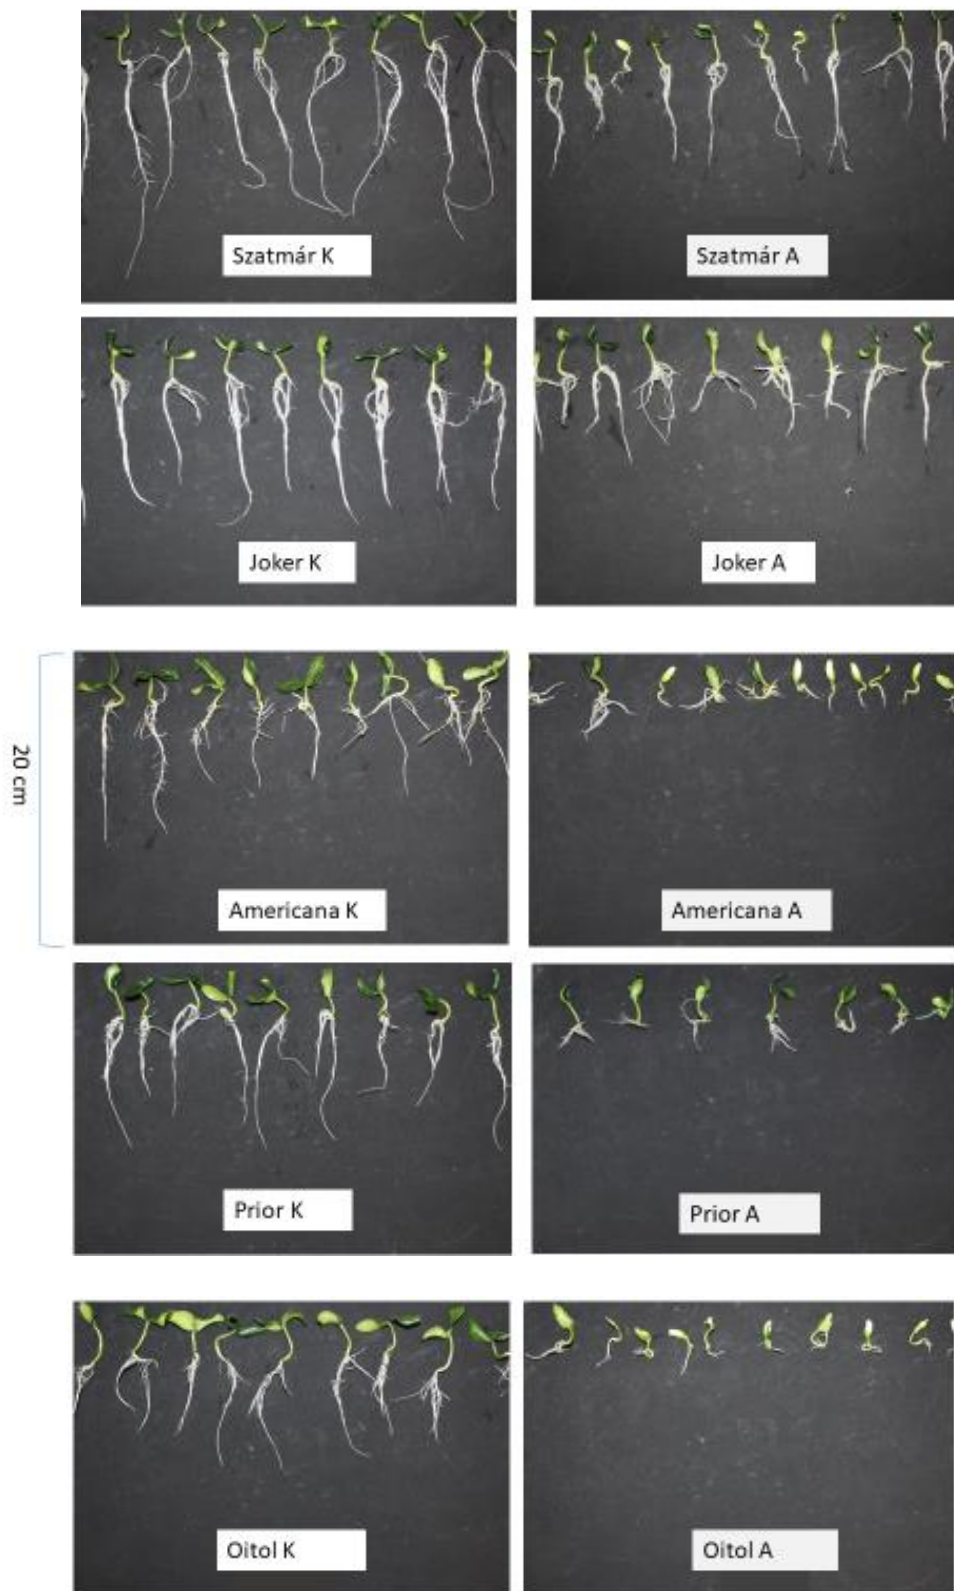 Szatmár K
Szatmár A
Joker K
Joker A
20 cm
Americana K
Americana A
Prior K
Prior A
Oitol K
Oitol A